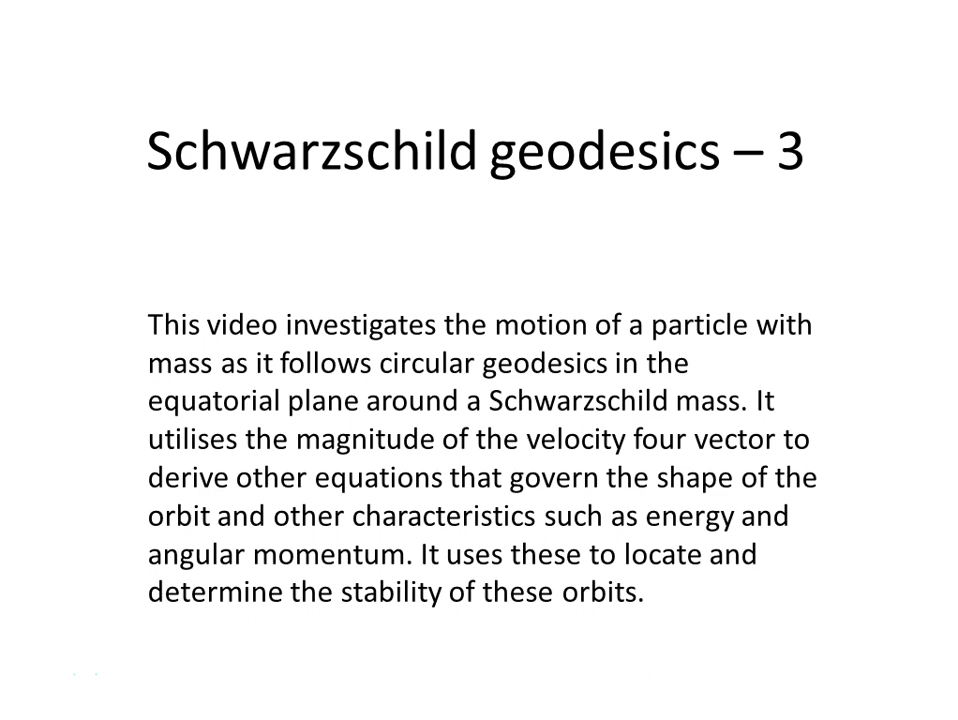 Schwarzschild geodesics – 3
This video investigates the motion of a particle with
mass as it follows circular geodesics in the
equatorial plane around a Schwarzschild mass. It
utilises the magnitude of the velocity four vector to
derive other equations that govern the shape of the
orbit and other characteristics such as energy and
angular momentum. It uses these to locate and
determine the stability of these orbits.